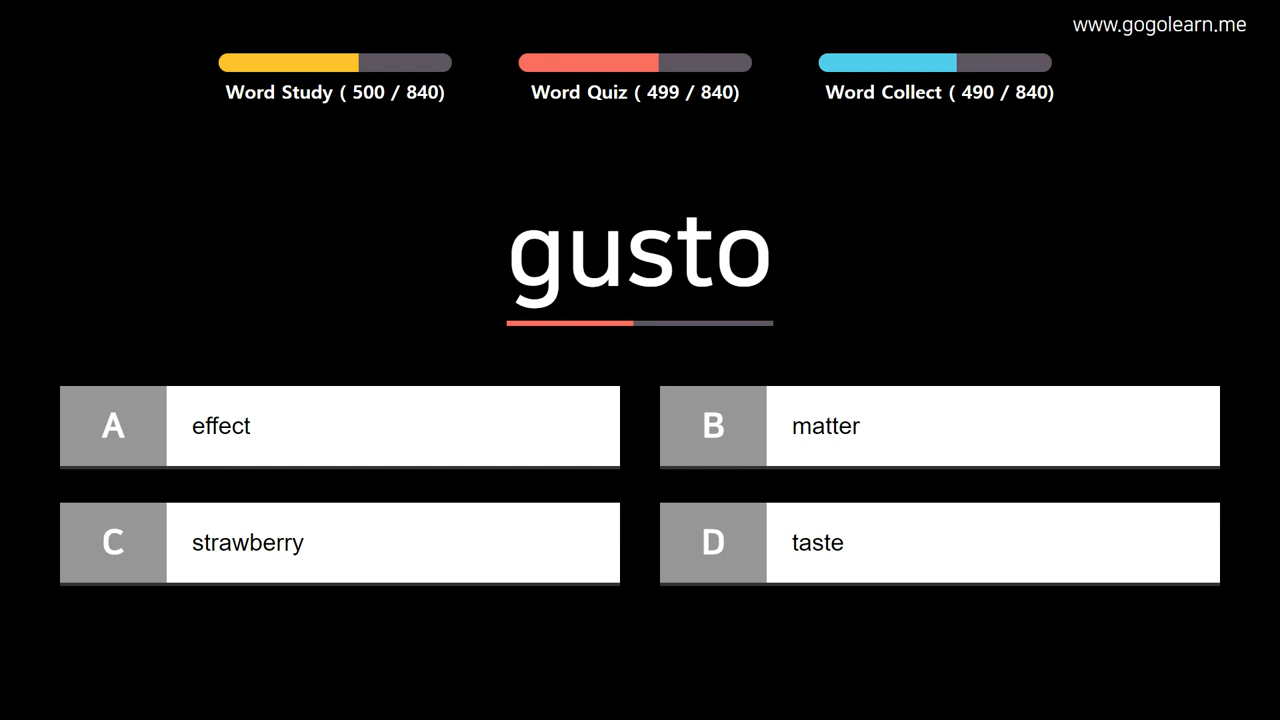 www.gogolearn.me
Word Study ( 500 / 840)
Word Quiz ( 499 / 840)
Word Collect ( 490 / 840)
gusto
A effect
B matter
C strawberry
D taste